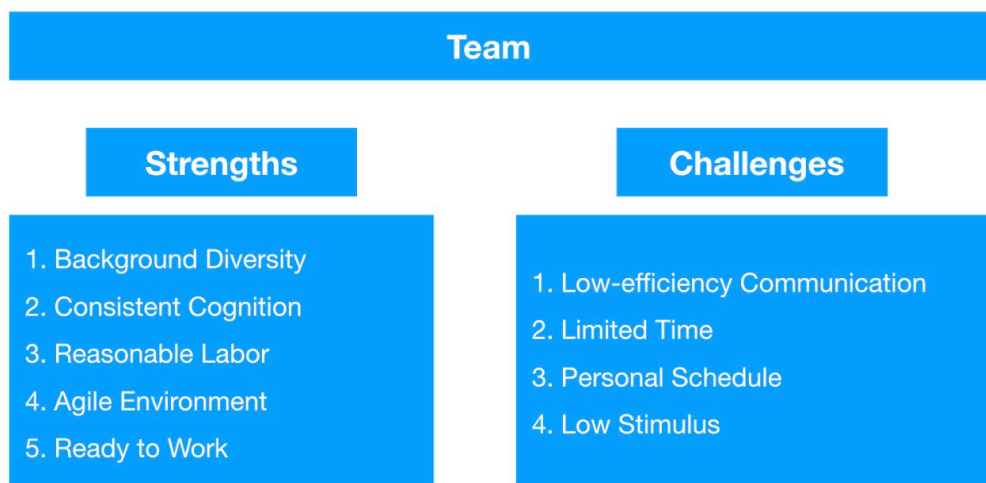 Team
Strengths
1. Background Diversity
2. Consistent Cognition
3. Reasonable Labor
4. Agile Environment
5. Ready to Work
Challenges
1. Low-efficiency Communication
2. Limited Time
3. Personal Schedule
4. Low Stimulus